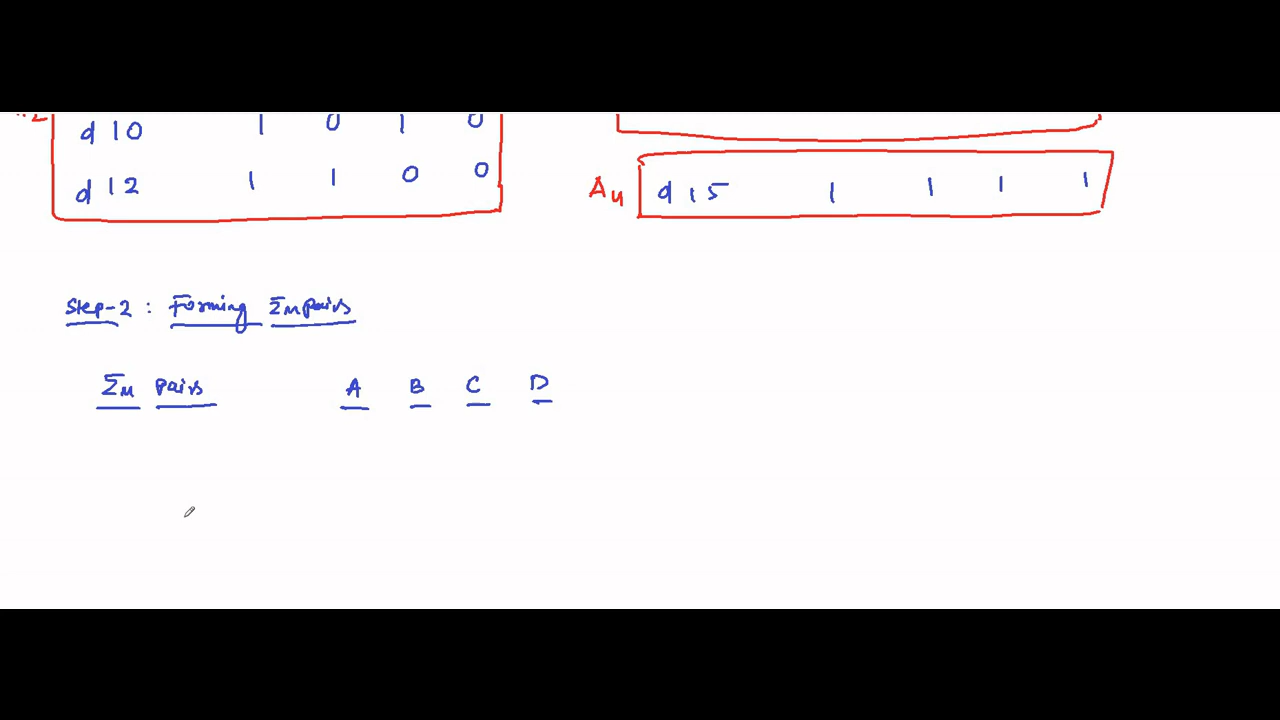 d 10 1 0 1 0
d 12 1 1 0 0
A4 d 15 1 1 1 1
Step-2 : Forming Σm pairs
Σm pairs A B C D